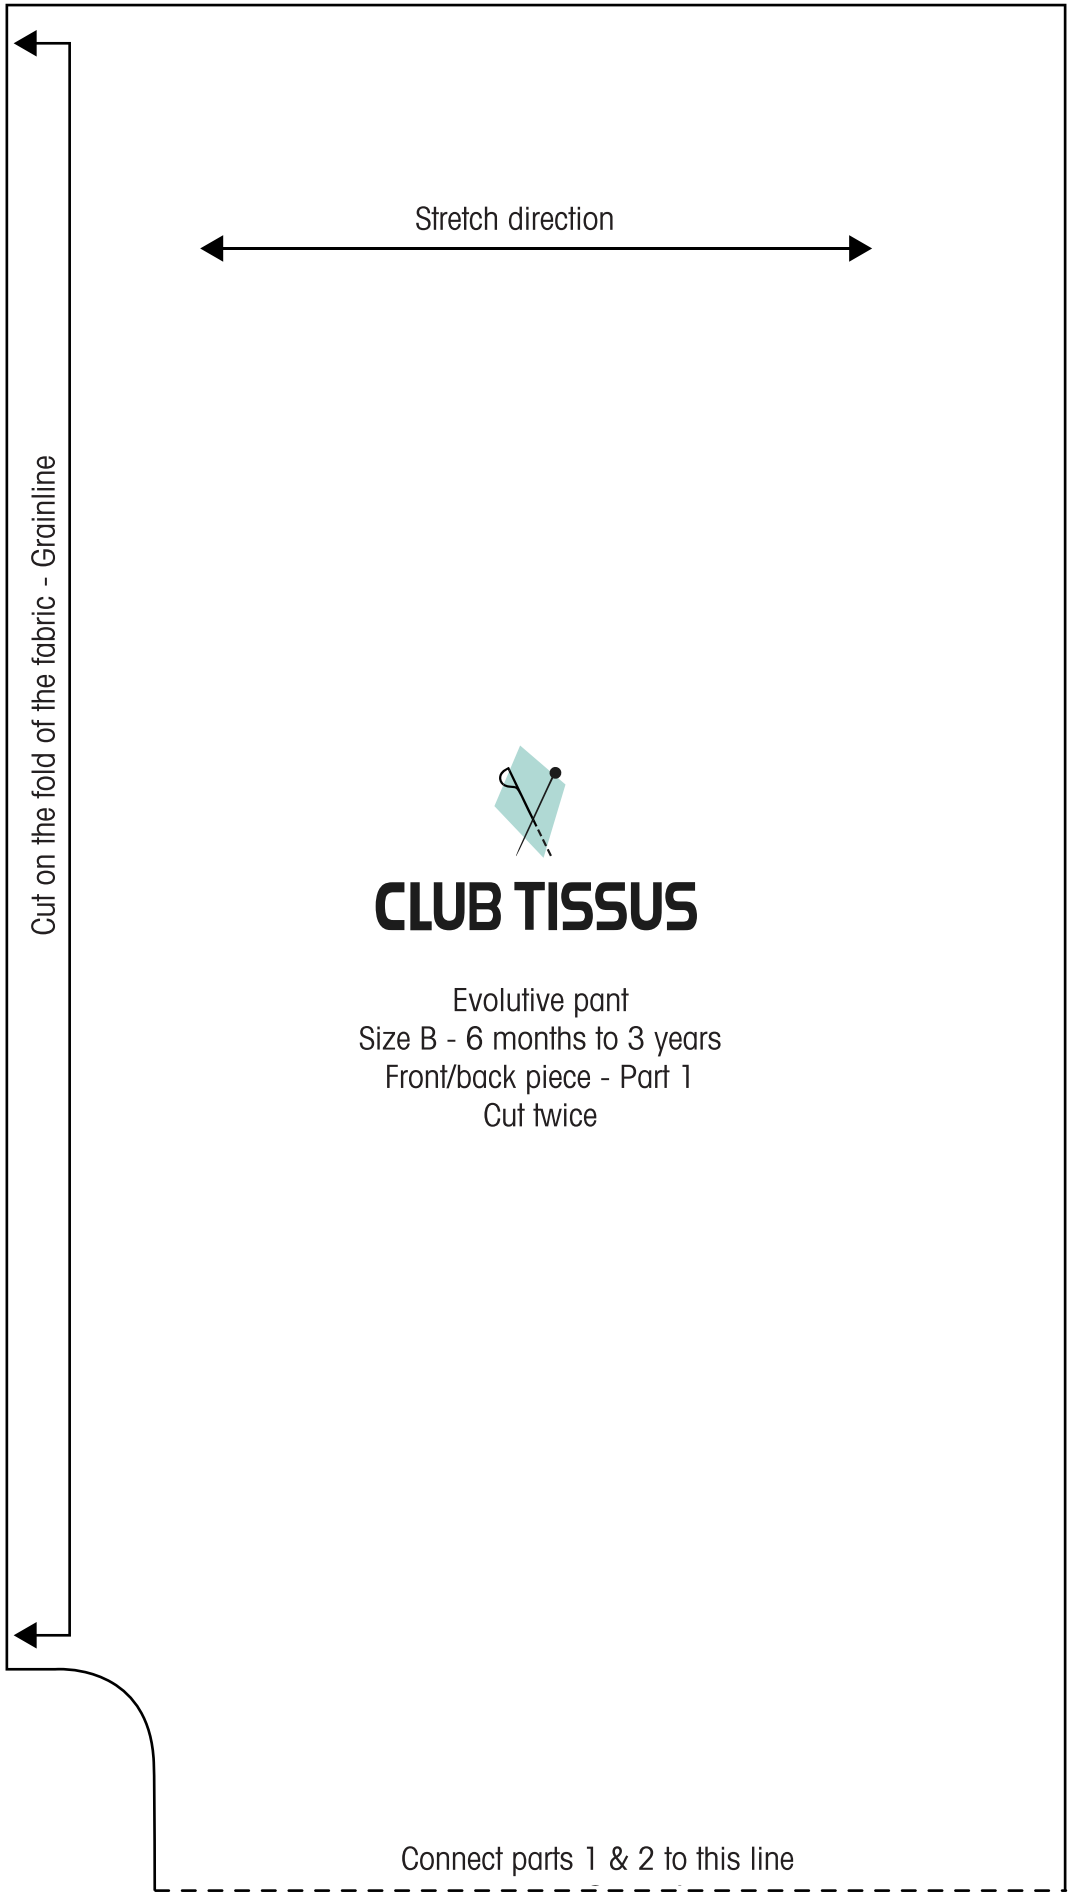 Stretch direction
Cut on the fold of the fabric - Grainline
CLUB TISSUS
Evolutive pant
Size B - 6 months to 3 years
Front/back piece - Part 1
Cut twice
Connect parts 1 & 2 to this line